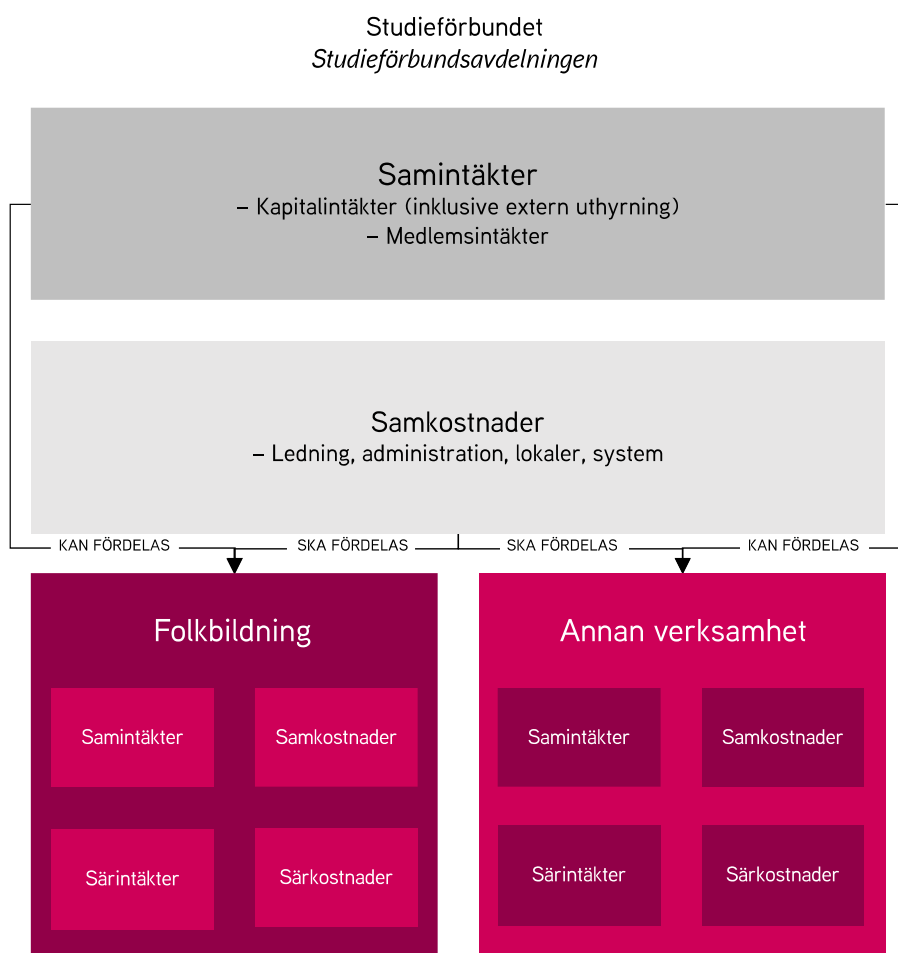 Studieförbundet
Studieförbundsavdelningen
Samintäkter
– Kapitalintäkter (inklusive extern uthyrning)
– Medlemsintäkter
Samkostnader
– Ledning, administration, lokaler, system
KAN FÖRDELAS
SKA FÖRDELAS
SKA FÖRDELAS
KAN FÖRDELAS
Folkbildning
Samintäkter
Samkostnader
Särintäkter
Särkostnader
Annan verksamhet
Samintäkter
Samkostnader
Särintäkter
Särkostnader